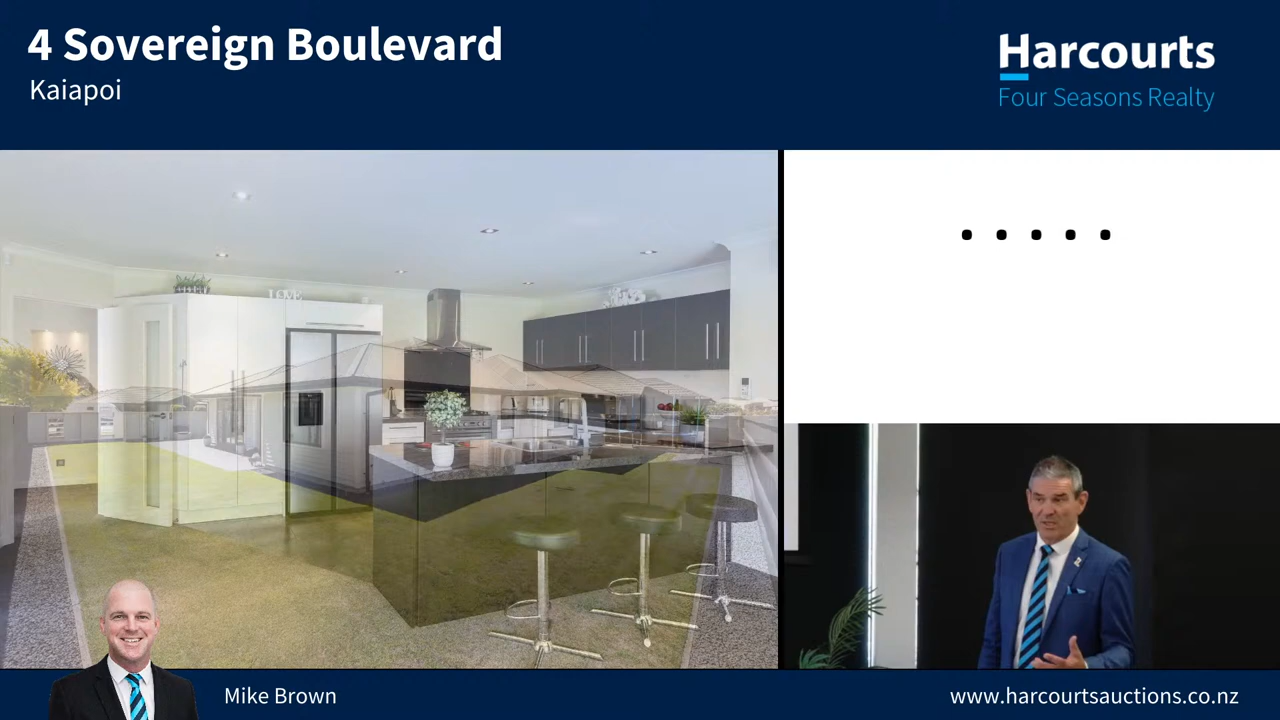 4 Sovereign Boulevard
Kaiapoi
Harcourts
Four Seasons Realty
LOVE
Mike Brown
www.harcourtsauctions.co.nz